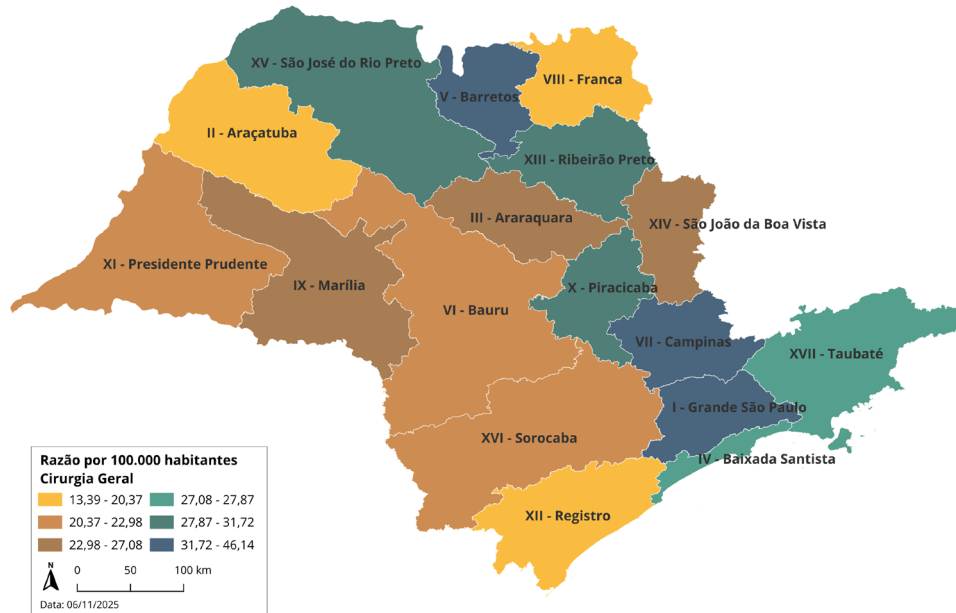 XV - São José do Rio Preto
VIII - Franca
V - Barretos
II - Araçatuba
XIII - Ribeirão Preto
III - Araraquara
XIV - São João da Boa Vista
XI - Presidente Prudente
IX - Marília
X - Piracicaba
VI - Bauru
VII - Campinas
XVII - Taubaté
I - Grande São Paulo
XVI - Sorocaba
IV - Baixada Santista
XII - Registro
Razão por 100.000 habitantes
Cirurgia Geral
13,39 - 20,37 27,08 - 27,87
20,37 - 22,98 27,87 - 31,72
22,98 - 27,08 31,72 - 46,14
N
0 50 100 km
Data: 06/11/2025